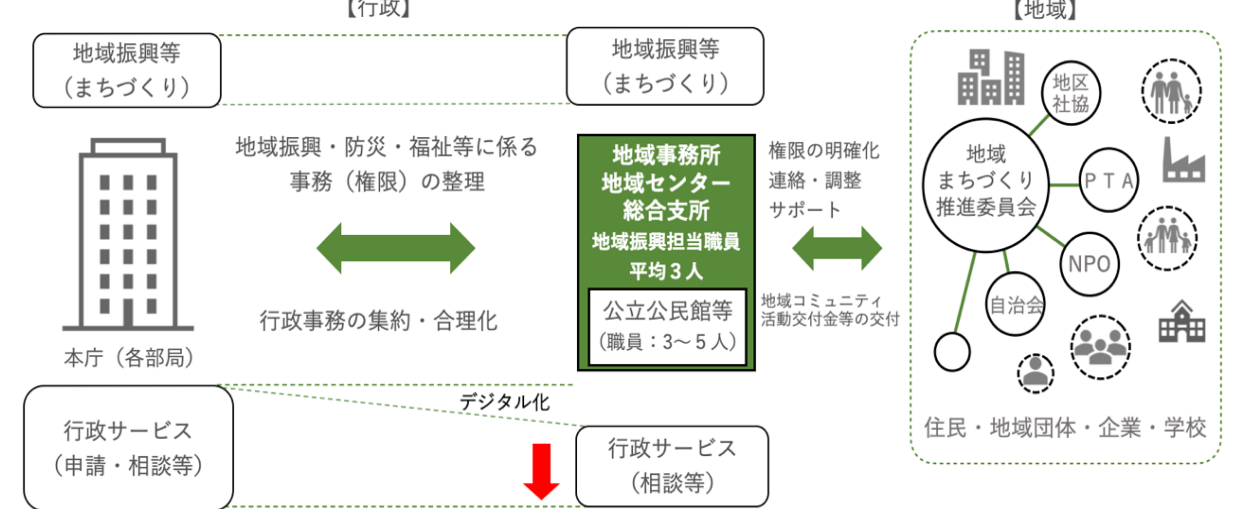 【行政】
【地域】
地域振興等
（まちづくり）
地域振興等
（まちづくり）
地域振興・防災・福祉等に係る
事務（権限）の整理
行政事務の集約・合理化
本庁（各部局）
地域事務所
地域センター
総合支所
地域振興担当職員
平均３人
公立公民館等
（職員：3～５人）
権限の明確化
連絡・調整
サポート
地域コミュニティ
活動交付金等の交付
地区
社協
地域
まちづくり
推進委員会
ＰＴＡ
NPO
自治会
住民・地域団体・企業・学校
デジタル化
行政サービス
（申請・相談等）
行政サービス
（相談等）